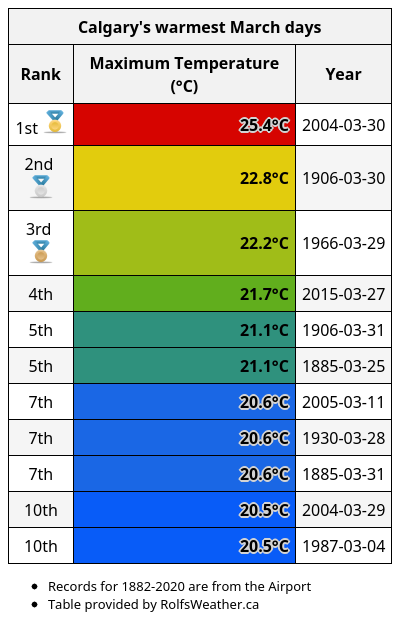 Calgary's warmest March days
Rank Maximum Temperature (°C) Year
1st 25.4°C 2004-03-30
2nd 22.8°C 1906-03-30
3rd 22.2°C 1966-03-29
4th 21.7°C 2015-03-27
5th 21.1°C 1906-03-31
5th 21.1°C 1885-03-25
7th 20.6°C 2005-03-11
7th 20.6°C 1930-03-28
7th 20.6°C 1885-03-31
10th 20.5°C 2004-03-29
10th 20.5°C 1987-03-04
• Records for 1882-2020 are from the Airport
• Table provided by RolfsWeather.ca